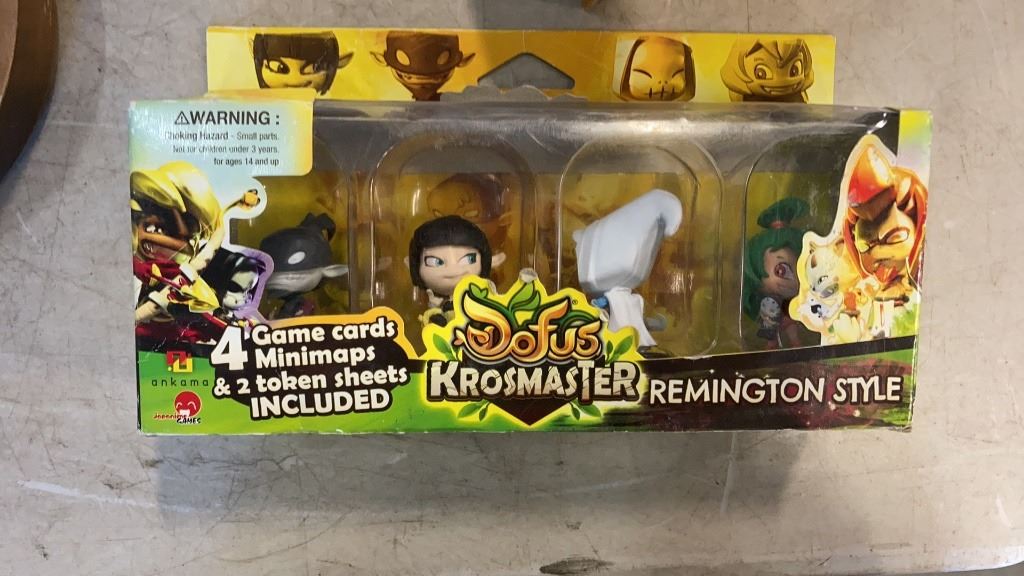 ⚠WARNING :
Choking Hazard - Small parts.
Not for children under 3 years.
for ages 14 and up
4 Game cards
Minimaps
& 2 token sheets
INCLUDED
ankama
Japanime
GAMES
Dofus
KROSMASTER
REMINGTON STYLE